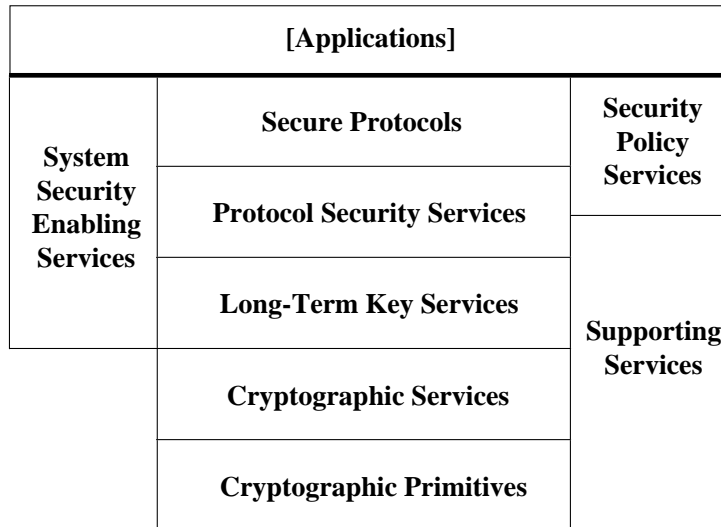 [Applications]
System
Security
Enabling
Services
Secure Protocols
Protocol Security Services
Long-Term Key Services
Cryptographic Services
Cryptographic Primitives
Security
Policy
Services
Supporting
Services